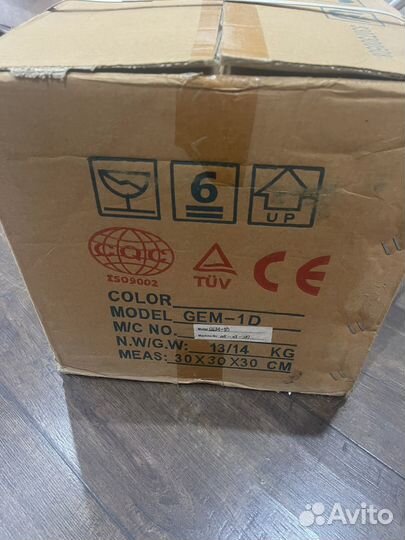 6
UP
CQC
ISO9002
TÜV
CE
COLOR
MODEL GEM-1D
M/C NO.
N.W/G.W: 13/14 KG
MEAS: 30X30X30 CM
Avito